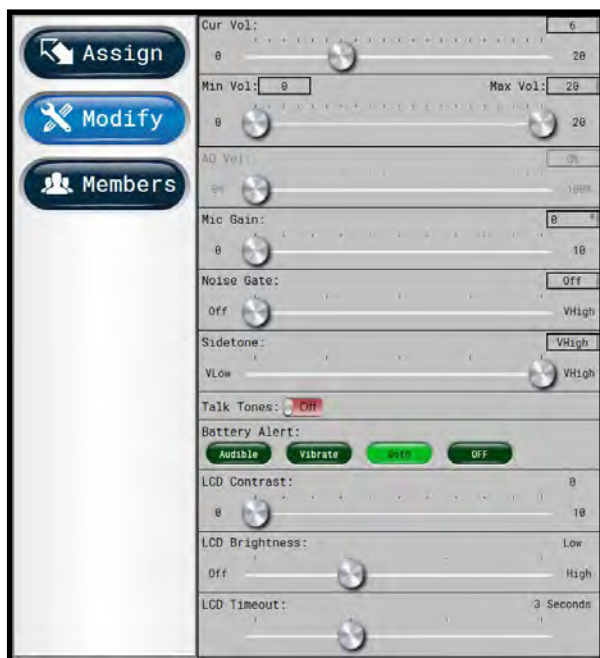 Assign
Modify
Members
Cur Vol: 6
0 20
Min Vol: 0 Max Vol: 20
0 20
AO Vol: 0%
0% 100%
Mic Gain: 0 *
0 10
Noise Gate: Off
Off VHigh
Sidetone: VHigh
VLow VHigh
Talk Tones: Off
Battery Alert:
Audible Vibrate Both OFF
LCD Contrast: 0
0 10
LCD Brightness: Low
Off High
LCD Timeout: 3 Seconds